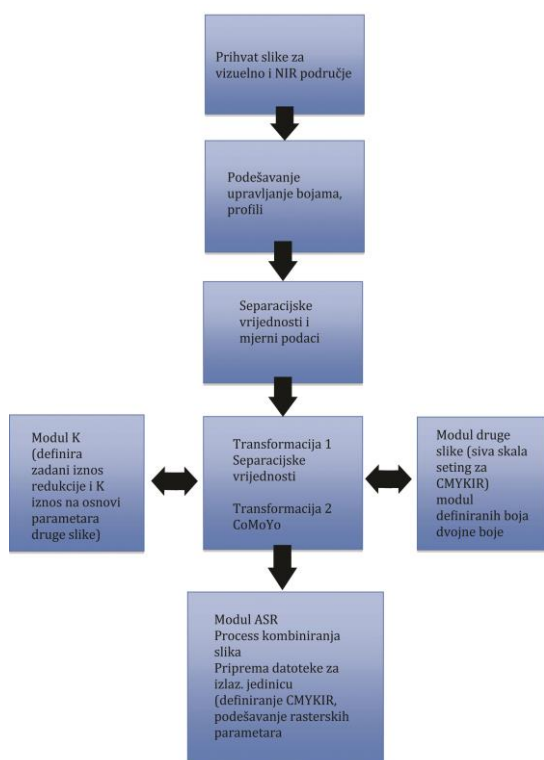 Prihvat slike za
vizuelno i NIR područje
Podešavanje
upravljanje bojama,
profili
Separacijske
vrijednosti i
mjerni podaci
Modul K
(definira
zadani iznos
redukcije i K
iznos na osnovi
parametara
druge slike)
Transformacija 1
Separacijske
vrijednosti
Transformacija 2
CoMoYo
Modul druge
slike (siva skala
seting za
CMYKIR)
modul
definiranih boja
dvojne boje
Modul ASR
Process kombiniranja
slika
Priprema datoteke za
izlaz. jedinicu
(definiranje CMYKIR,
podešavanje rasterskih
parametara